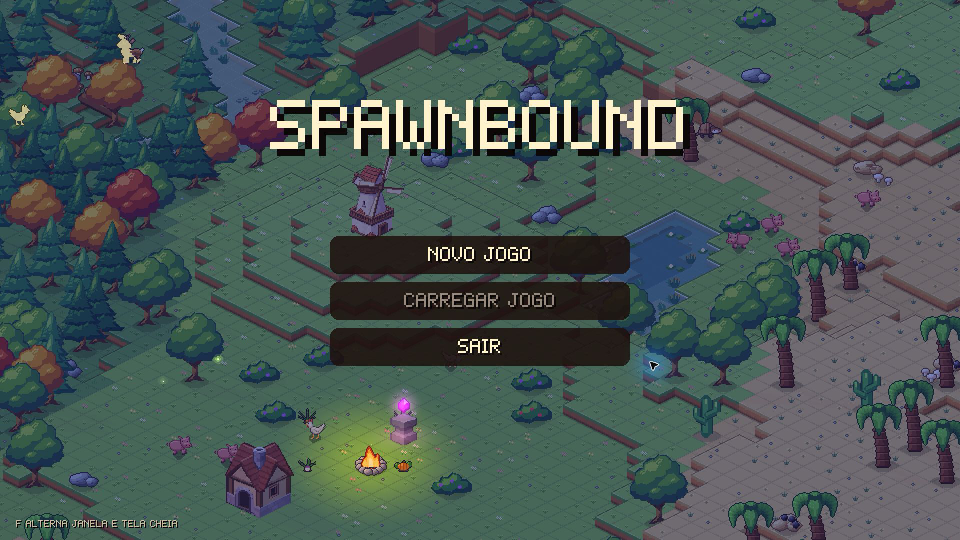 SPAWNBOUND
NOVO JOGO
CARREGAR JOGO
SAIR
F ALTERNA JANELA E TELA CHEIA